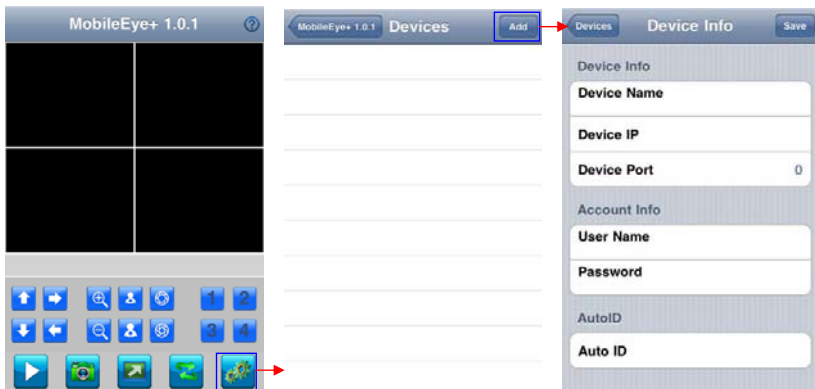 MobileEye+ 1.0.1 ?
1 2
3 4
MobileEye+ 1.0.1 Devices Add
Devices Device Info Save
Device Info
Device Name
Device IP
Device Port 0
Account Info
User Name
Password
AutoID
Auto ID